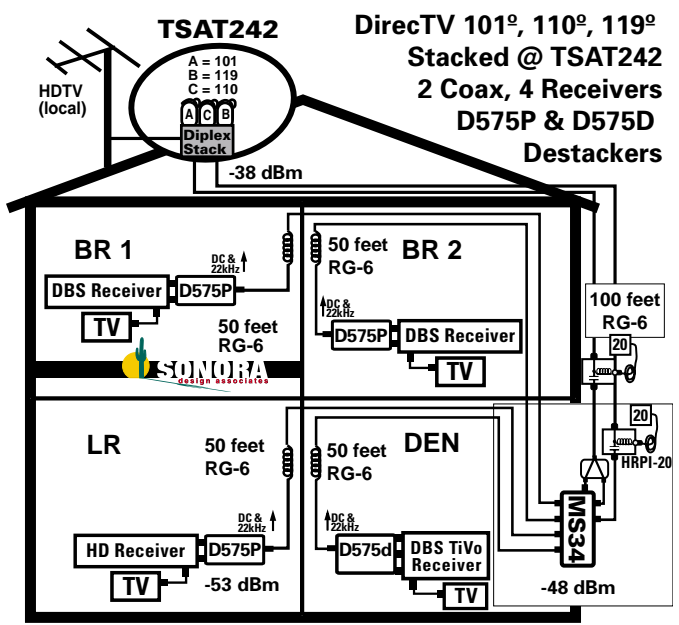 TSAT242
A = 101
B = 119
C = 110
A C B
Diplex
Stack
HDTV
(local)
-38 dBm
DirecTV 101º, 110º, 119º
Stacked @ TSAT242
2 Coax, 4 Receivers
D575P & D575D
Destackers
BR 1
DC &
22kHz
DBS Receiver
D575P
TV
50 feet
RG-6
50 feet
RG-6
BR 2
DC &
22kHz
D575P
DBS Receiver
TV
100 feet
RG-6
20
20
HRPI-20
MS34
-48 dBm
SONORA
design associates
LR
50 feet
RG-6
DC &
22kHz
HD Receiver
D575P
TV
-53 dBm
50 feet
RG-6
DEN
DC &
22kHz
D575d
DBS TiVo
Receiver
TV